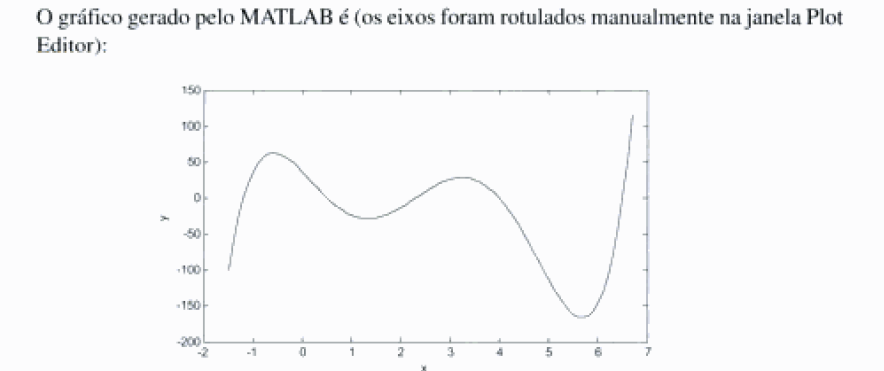 O gráfico gerado pelo MATLAB é (os eixos foram rotulados manualmente na janela Plot
Editor):
150
100
50
0
-50
-100
-150
-200
y
-2 -1 0 1 2 3 4 5 6 7
x